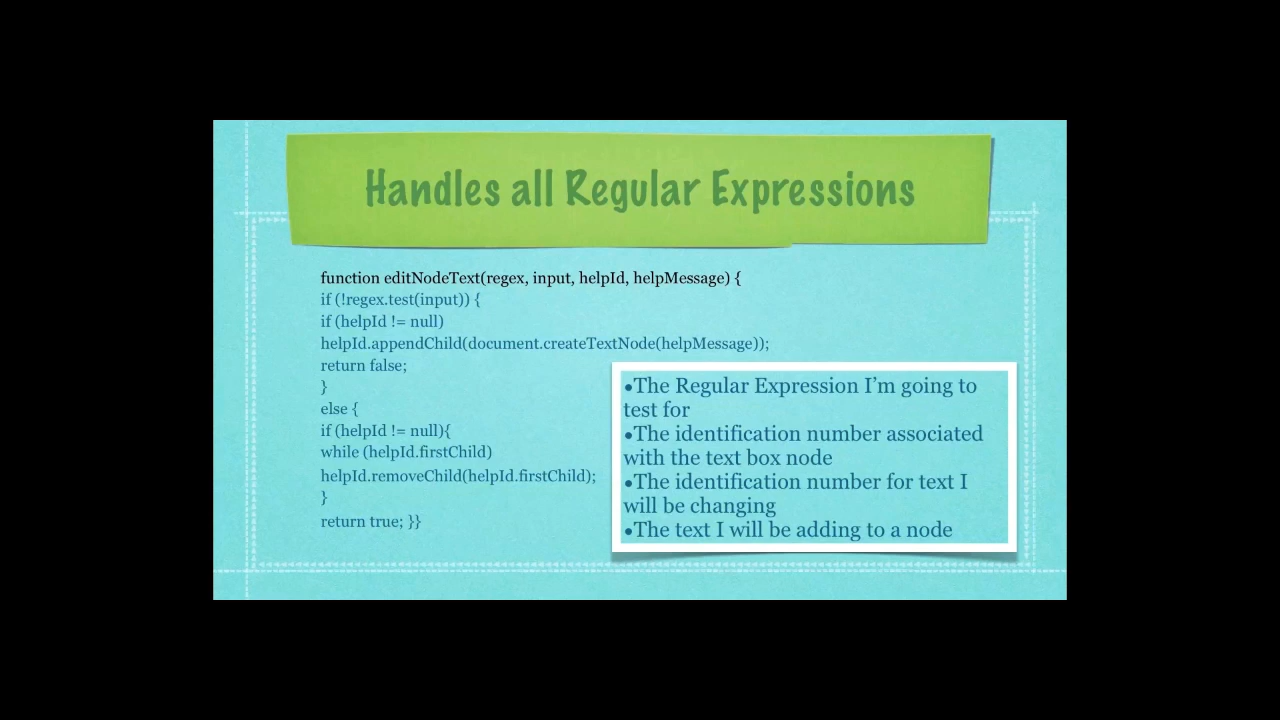 Handles all Regular Expressions
function editNodeText(regex, input, helpId, helpMessage) {
if (!regex.test(input)) {
if (helpId != null)
helpId.appendChild(document.createTextNode(helpMessage));
return false;
}
else {
if (helpId != null){
while (helpId.firstChild)
helpId.removeChild(helpId.firstChild);
}
return true; }}
•The Regular Expression I’m going to
test for
•The identification number associated
with the text box node
•The identification number for text I
will be changing
•The text I will be adding to a node